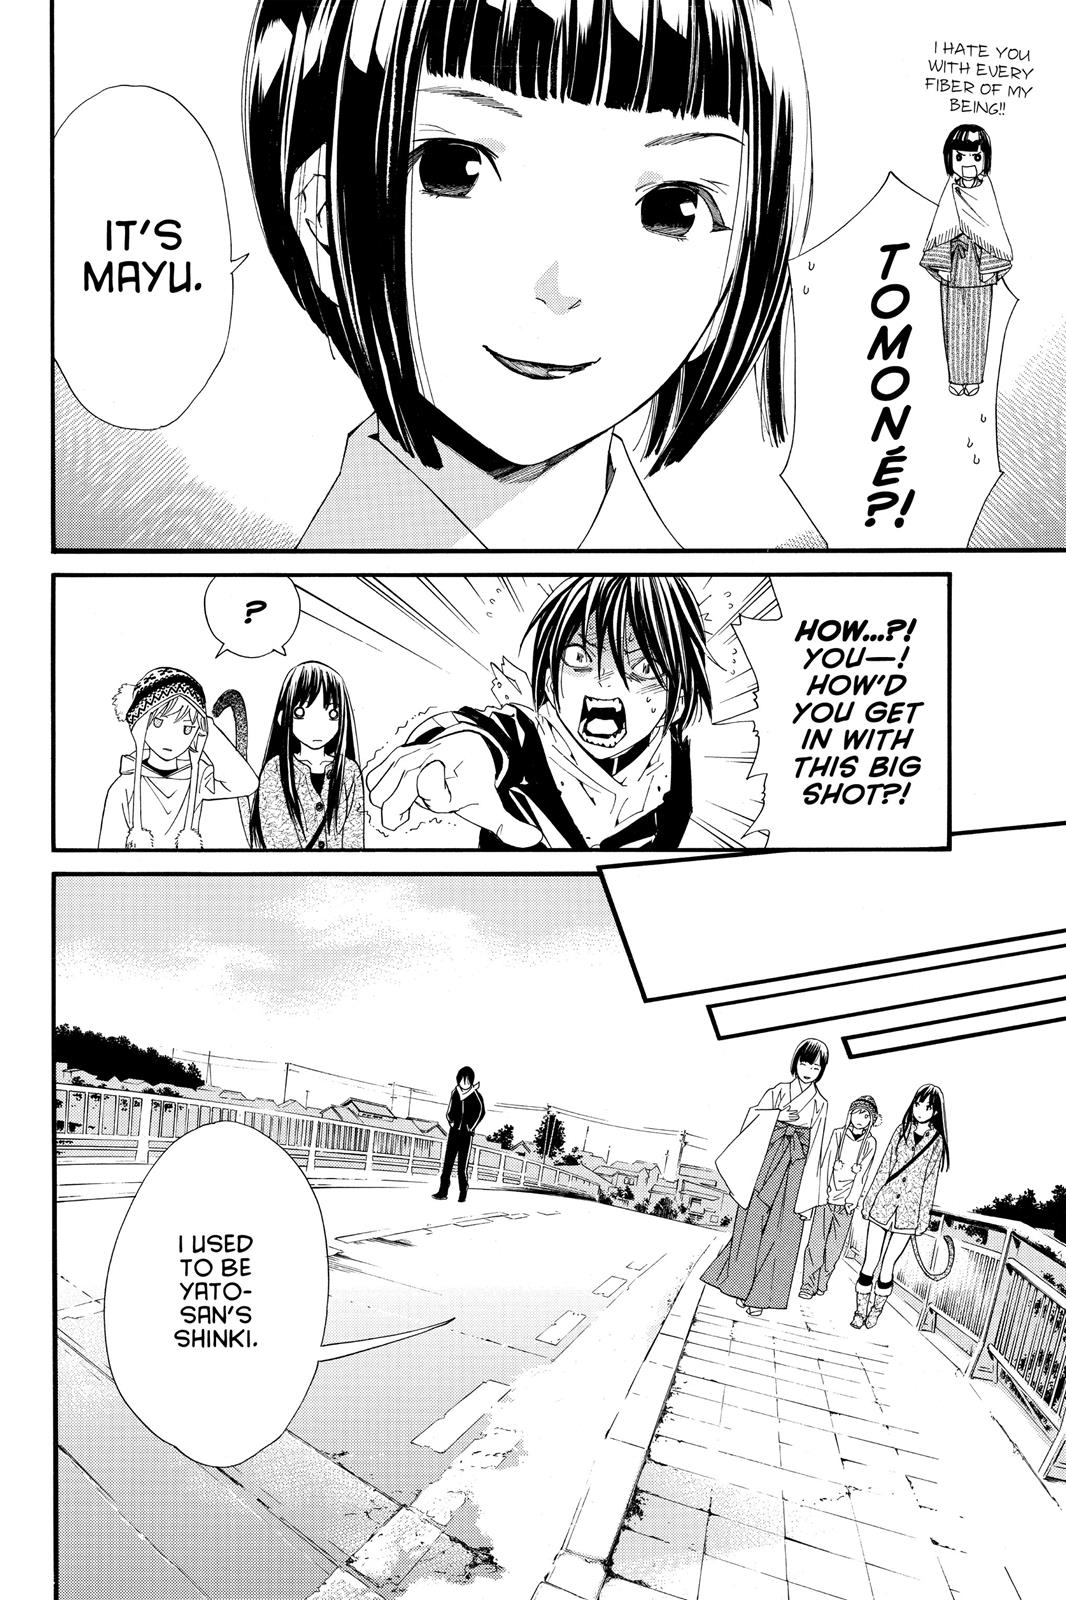 I HATE YOU
WITH EVERY
FIBER OF MY
BEING!!
TOMONÉ?!
IT'S
MAYU.
HOW...?!
YOU—!
HOW'D
YOU GET
IN WITH
THIS BIG
SHOT?!
?
I USED
TO BE
YATO-
SAN'S
SHINKI.